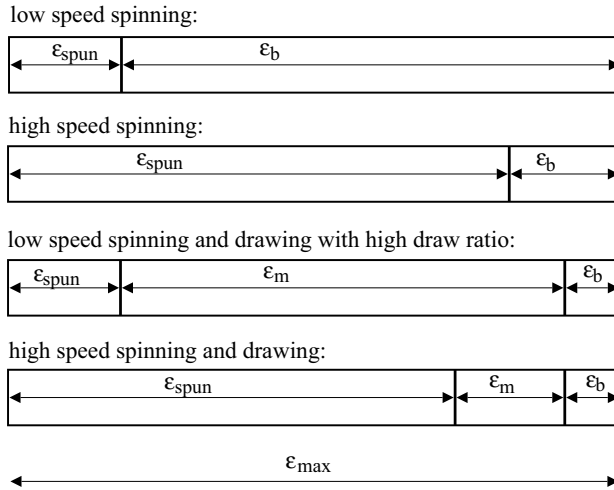 low speed spinning:
εspun εb
high speed spinning:
εspun εb
low speed spinning and drawing with high draw ratio:
εspun εm εb
high speed spinning and drawing:
εspun εm εb
εmax